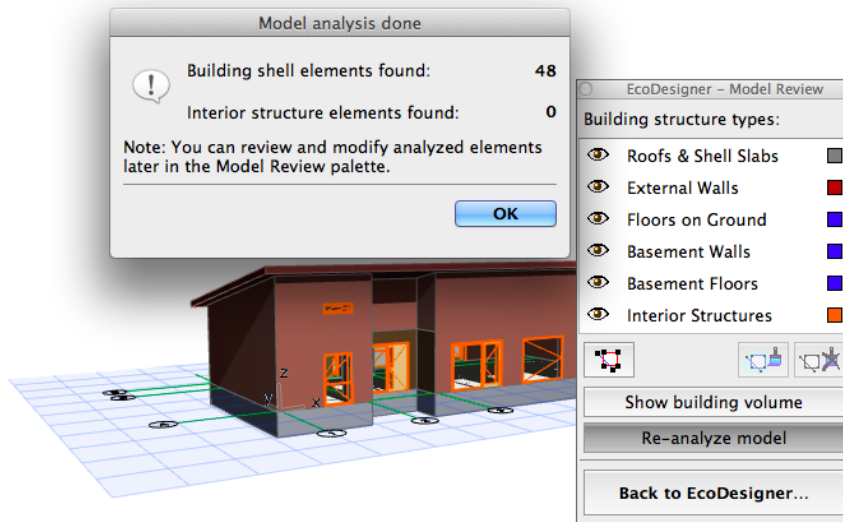 Model analysis done
Building shell elements found: 48
Interior structure elements found: 0
Note: You can review and modify analyzed elements
later in the Model Review palette.
OK
EcoDesigner – Model Review
Building structure types:
Roofs & Shell Slabs
External Walls
Floors on Ground
Basement Walls
Basement Floors
Interior Structures
Show building volume
Re-analyze model
Back to EcoDesigner...
z
y
x